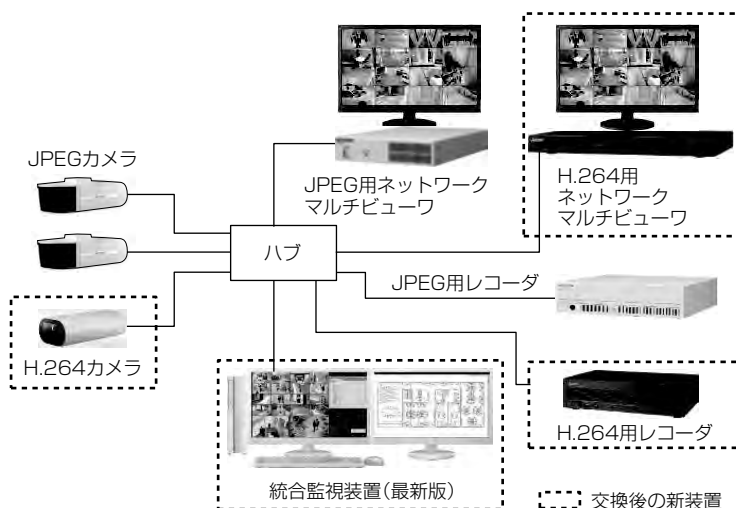 JPEGカメラ
JPEG用ネットワーク
マルチビューワ
H.264用
ネットワーク
マルチビューワ
ハブ
JPEG用レコーダ
H.264カメラ
H.264用レコーダ
統合監視装置(最新版)
交換後の新装置